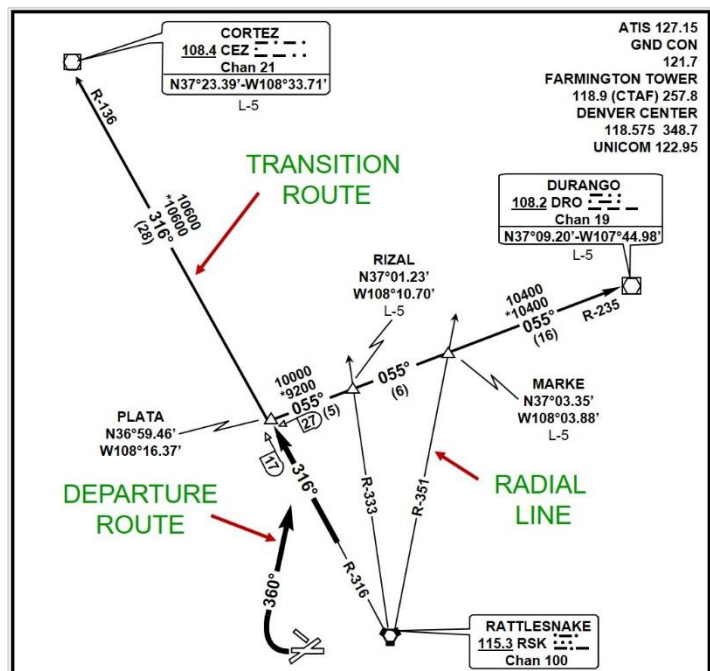 CORTEZ
108.4 CEZ
Chan 21
N37°23.39'-W108°33.71'
L-5
ATIS 127.15
GND CON
121.7
FARMINGTON TOWER
118.9 (CTAF) 257.8
DENVER CENTER
118.575 348.7
UNICOM 122.95
R-136
TRANSITION
ROUTE
10600
*10600
316°
(28)
DURANGO
108.2 DRO
Chan 19
N37°09.20'-W107°44.98'
L-5
RIZAL
N37°01.23'
W108°10.70'
L-5
10400
*10400
055°
(16)
R-235
10000
*9200
055°
(5)
27
055°
(6)
MARKE
N37°03.35'
W108°03.88'
L-5
PLATA
N36°59.46'
W108°16.37'
17
316°
DEPARTURE
ROUTE
R-333
R-351
RADIAL
LINE
360°
R-316
RATTLESNAKE
115.3 RSK
Chan 100